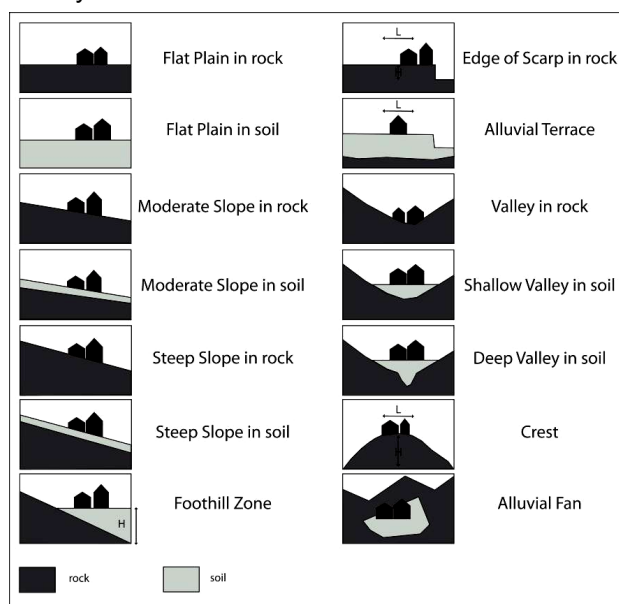 Flat Plain in rock
Flat Plain in soil
Moderate Slope in rock
Moderate Slope in soil
Steep Slope in rock
Steep Slope in soil
Foothill Zone
H
L
H
Edge of Scarp in rock
L
Alluvial Terrace
Valley in rock
Shallow Valley in soil
Deep Valley in soil
L
H
Crest
Alluvial Fan
rock
soil